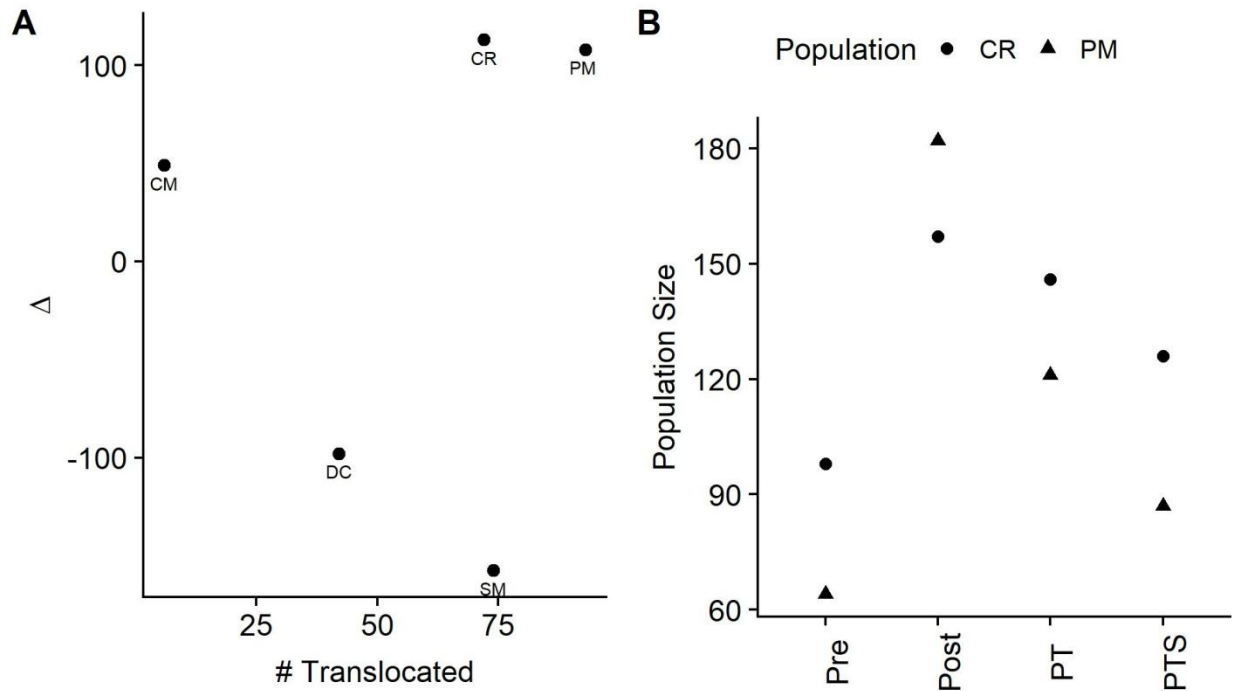 A
100
0
-100
Δ
CR
PM
CM
DC
SM
25 50 75
# Translocated
B
Population CR PM
180
150
120
90
60
Population Size
Pre Post PT PTS